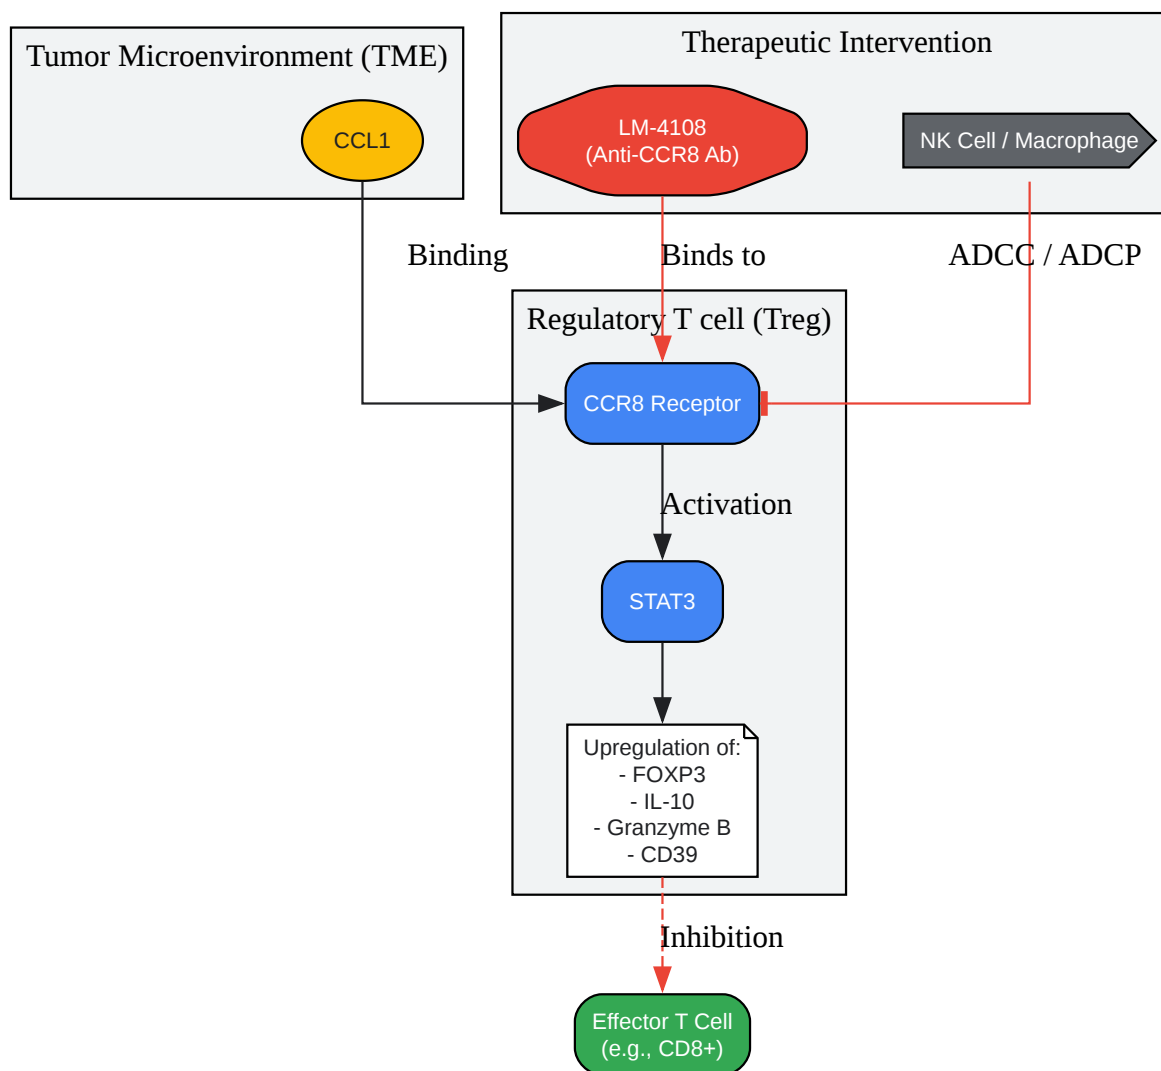 Tumor Microenvironment (TME)
Therapeutic Intervention
CCL1
LM-4108
(Anti-CCR8 Ab)
NK Cell / Macrophage
Binding
Binds to
ADCC / ADCP
Regulatory T cell (Treg)
CCR8 Receptor
Activation
STAT3
Upregulation of:
- FOXP3
- IL-10
- Granzyme B
- CD39
Inhibition
Effector T Cell
(e.g., CD8+)